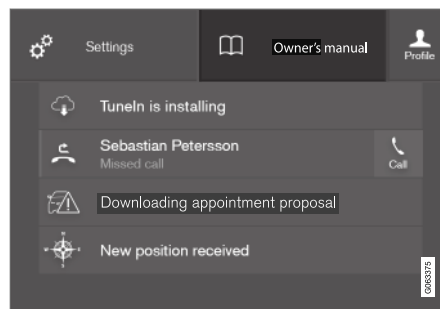 Settings
Owner's manual
Profile
TuneIn is installing
Sebastian Petersson
Missed call
Call
Downloading appointment proposal
New position received
G063375